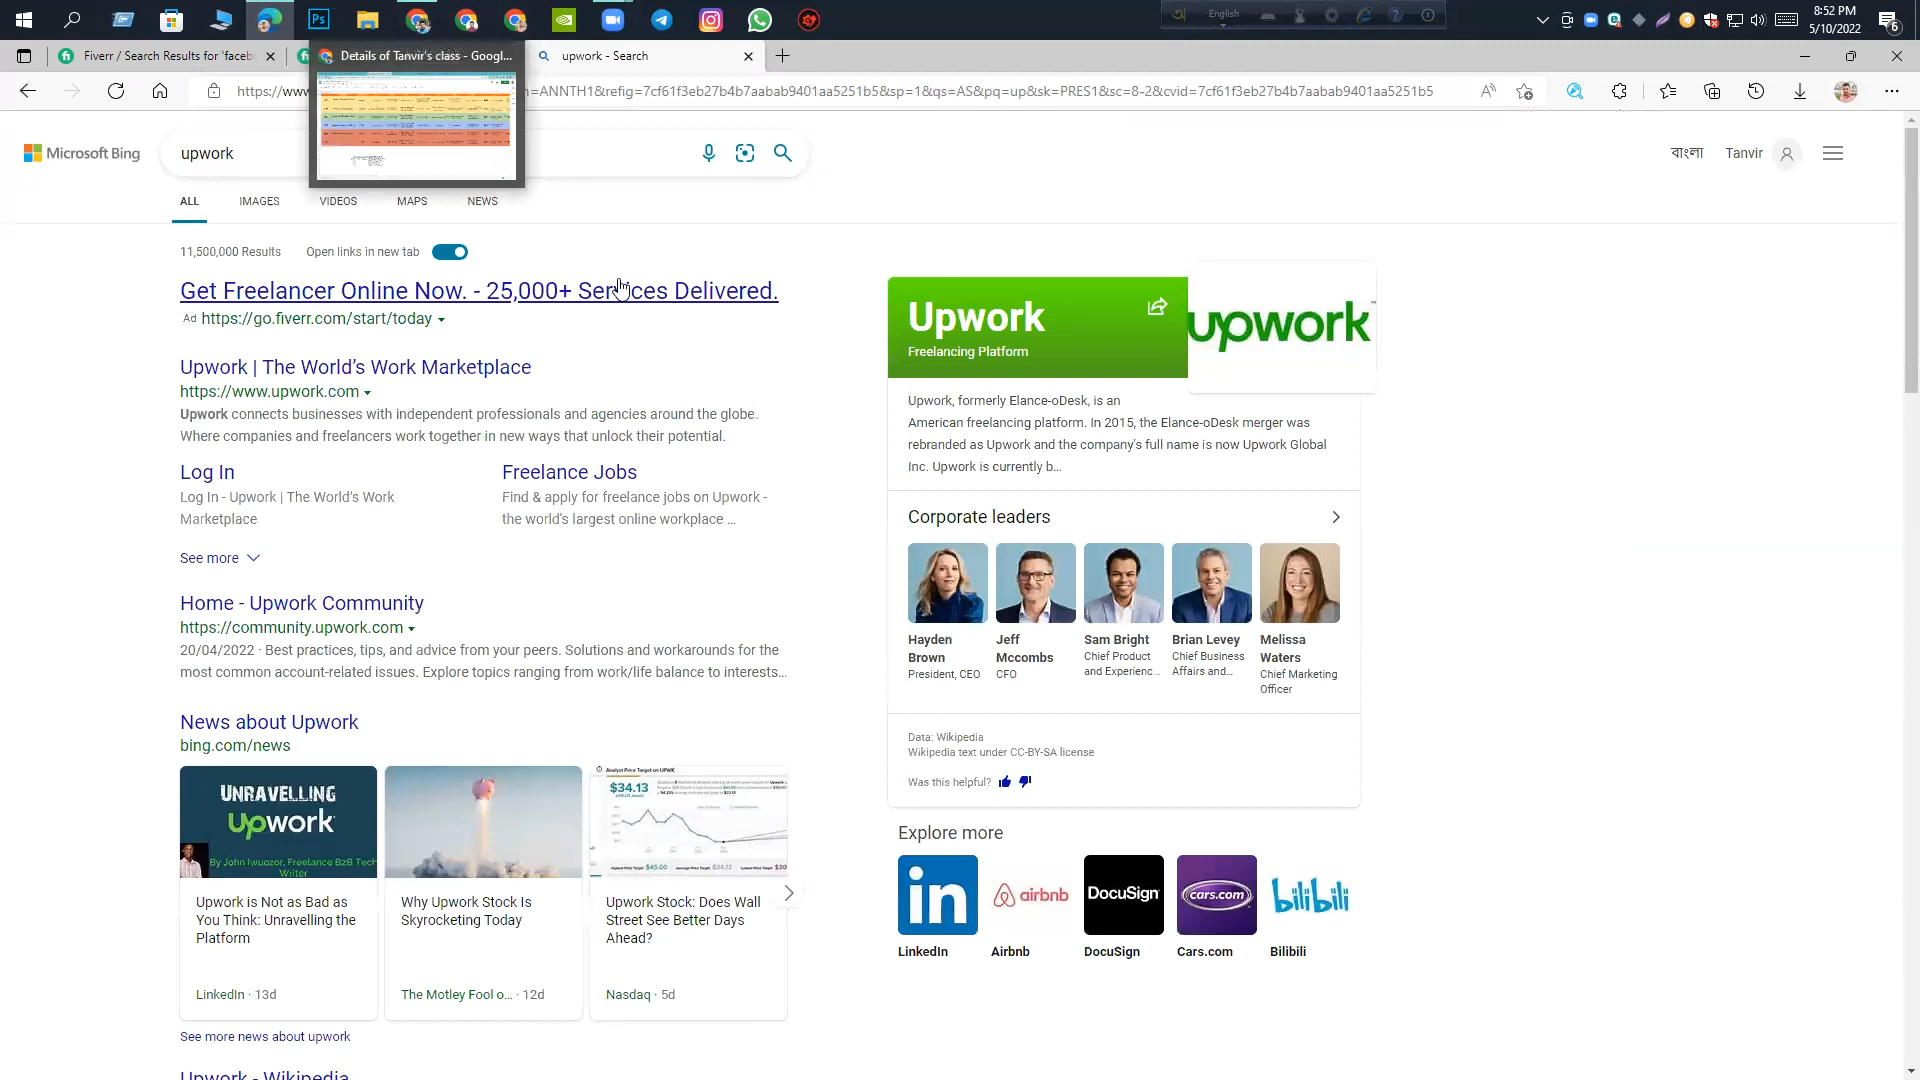 English
8:52 PM
5/10/2022
6
Fiverr / Search Results for 'faceb
Details of Tanvir's class - Googl...
upwork - Search
https://www
=ANNTH1&refig=7cf61f3eb27b4b7aabab9401aa5251b5&sp=1&qs=AS&pq=up&sk=PRES1&sc=8-2&cvid=7cf61f3eb27b4b7aabab9401aa5251b5
Microsoft Bing
upwork
বাংলা
Tanvir
ALL
IMAGES
VIDEOS
MAPS
NEWS
11,500,000 Results
Open links in new tab
Get Freelancer Online Now. - 25,000+ Services Delivered.
Ad https://go.fiverr.com/start/today
Upwork | The World's Work Marketplace
https://www.upwork.com
Upwork connects businesses with independent professionals and agencies around the globe.
Where companies and freelancers work together in new ways that unlock their potential.
Log In
Log In - Upwork | The World's Work
Marketplace
Freelance Jobs
Find & apply for freelance jobs on Upwork -
the world's largest online workplace ...
See more
Home - Upwork Community
https://community.upwork.com
20/04/2022 · Best practices, tips, and advice from your peers. Solutions and workarounds for the
most common account-related issues. Explore topics ranging from work/life balance to interests...
News about Upwork
bing.com/news
UNRAVELLING
Upwork
By John Iwuozor, Freelance B2B Tech
Writer
Upwork is Not as Bad as
You Think: Unravelling the
Platform
LinkedIn · 13d
Why Upwork Stock Is
Skyrocketing Today
The Motley Fool o... · 12d
Analyst Price Target on UPWK
$34.13
Highest Price Target $45.00 Average Price Target $34.13
Upwork Stock: Does Wall
Street See Better Days
Ahead?
Nasdaq · 5d
See more news about upwork
Upwork - Wikipedia
Upwork
Freelancing Platform
upwork
Upwork, formerly Elance-oDesk, is an
American freelancing platform. In 2015, the Elance-oDesk merger was
rebranded as Upwork and the company's full name is now Upwork Global
Inc. Upwork is currently b...
Corporate leaders
Hayden
Brown
President, CEO
Jeff
Mccombs
CFO
Sam Bright
Chief Product
and Experienc...
Brian Levey
Chief Business
Affairs and...
Melissa
Waters
Chief Marketing
Officer
Data: Wikipedia
Wikipedia text under CC-BY-SA license
Was this helpful?
Explore more
in
airbnb
DocuSign
cars.com
bilibili
LinkedIn
Airbnb
DocuSign
Cars.com
Bilibili